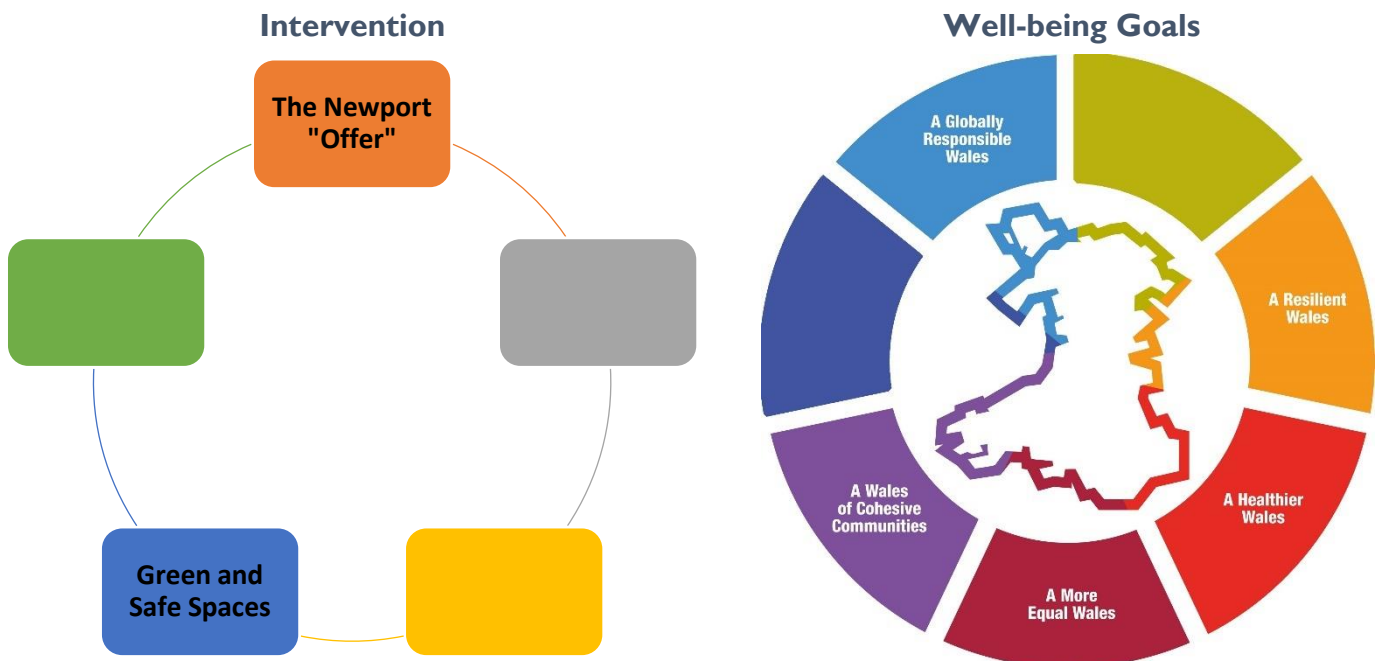 Intervention
The Newport
"Offer"
Green and
Safe Spaces
Well-being Goals
A Globally
Responsible
Wales
A Resilient
Wales
A Healthier
Wales
A More
Equal Wales
A Wales
of Cohesive
Communities